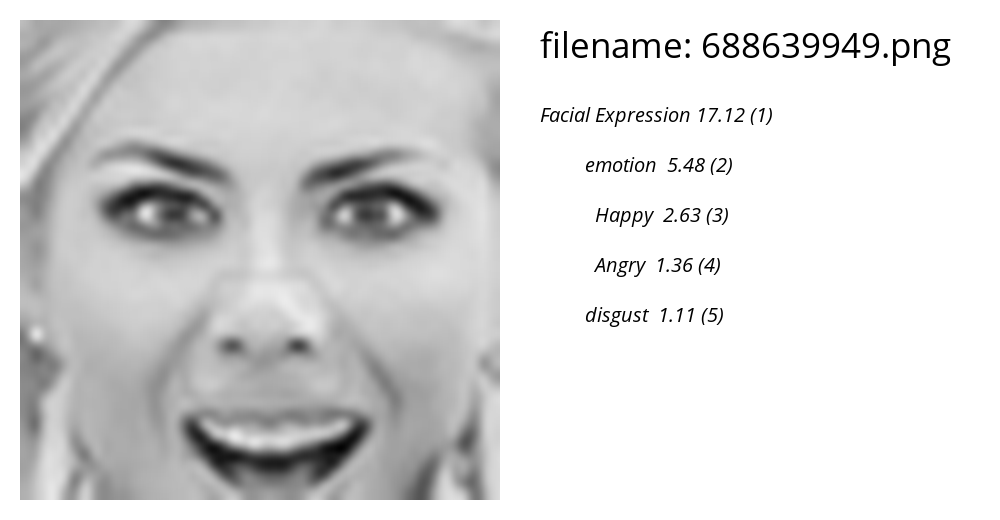 filename: 688639949.png
Facial Expression 17.12 (1)
emotion 5.48 (2)
Happy 2.63 (3)
Angry 1.36 (4)
disgust 1.11 (5)